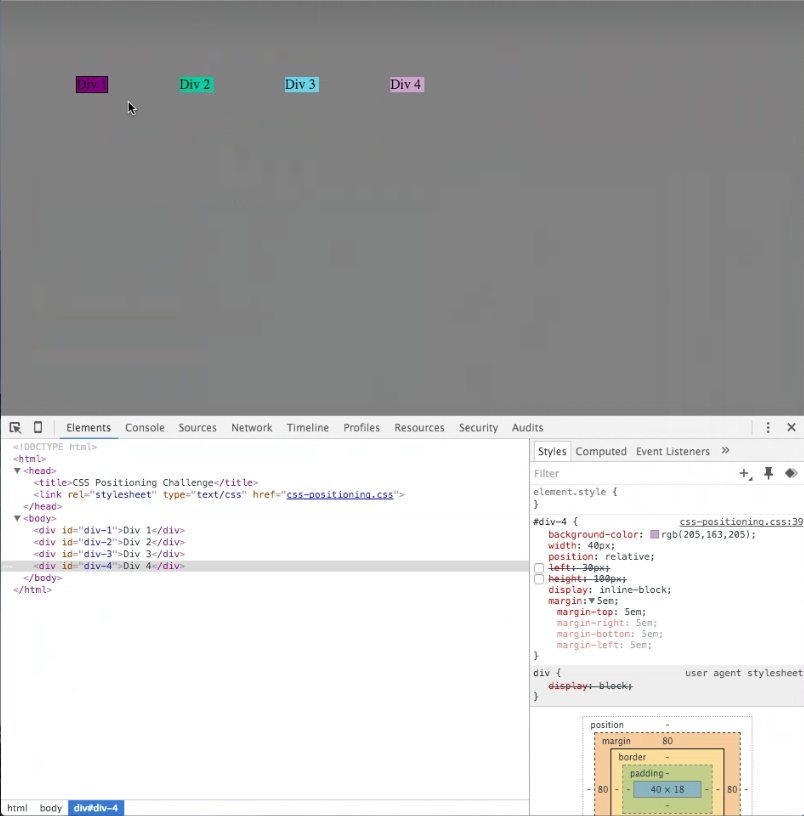 Div 1 Div 2 Div 3 Div 4
Elements Console Sources Network Timeline Profiles Resources Security Audits
<!DOCTYPE html>
<html>
▼<head>
<title>CSS Positioning Challenge</title>
<link rel="stylesheet" type="text/css" href="css-positioning.css">
</head>
▼<body>
<div id="div-1">Div 1</div>
<div id="div-2">Div 2</div>
<div id="div-3">Div 3</div>
<div id="div-4">Div 4</div>
</body>
</html>
html body div#div-4
Styles Computed Event Listeners »
Filter
element.style {
}
#div-4 { css-positioning.css:39
background-color: rgb(205,163,205);
width: 40px;
position: relative;
left: 30px;
height: 100px;
display: inline-block;
margin:▼5em;
margin-top: 5em;
margin-right: 5em;
margin-bottom: 5em;
margin-left: 5em;
}
div { user agent stylesheet
display: block;
}
position -
margin 80
border -
padding -
- 80 - - 40 × 18 - - 80 -
-